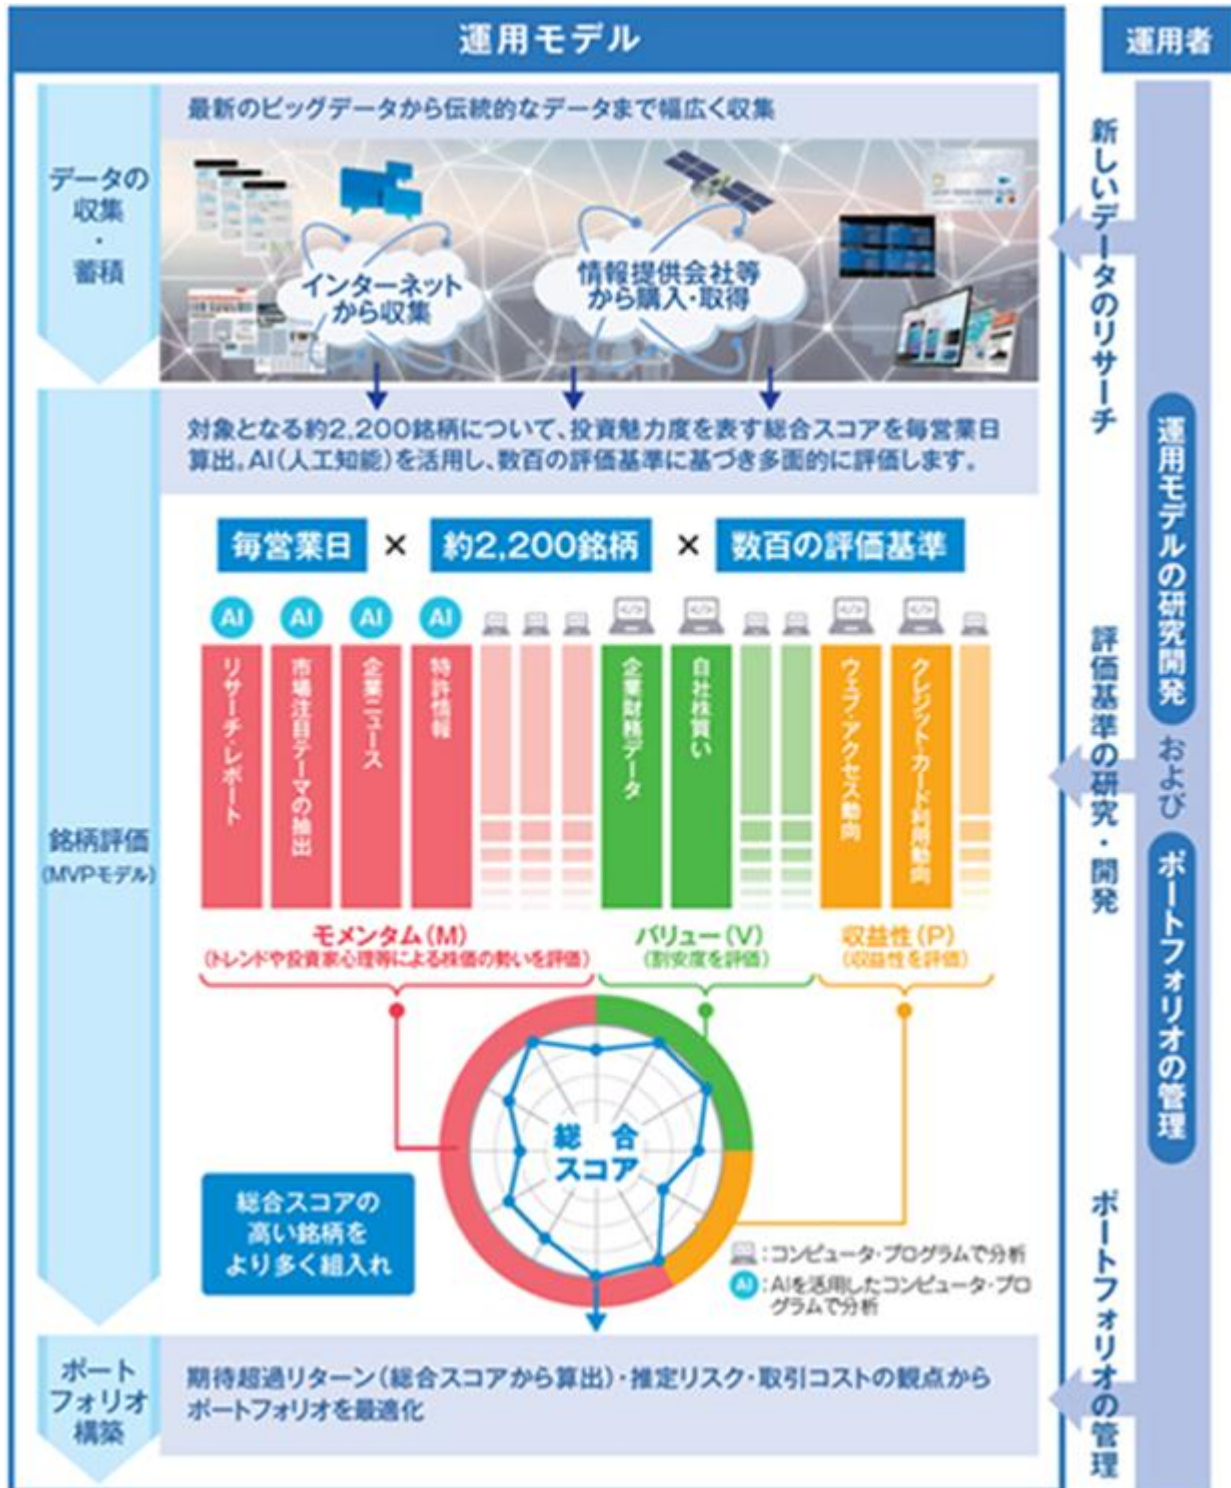 運用モデル
運用者
データの
収集
・
蓄積
最新のビッグデータから伝統的なデータまで幅広く収集
インターネット
から収集
情報提供会社等
から購入・取得
新しいデータのリサーチ
銘柄評価
(MVPモデル)
対象となる約2,200銘柄について、投資魅力度を表す総合スコアを毎営業日
算出。AI(人工知能)を活用し、数百の評価基準に基づき多面的に評価します。
毎営業日 × 約2,200銘柄 × 数百の評価基準
AI AI AI AI
リサーチ・レポート
市場注目テーマの抽出
企業ニュース
特許情報
企業財務データ
自社株買い
ウェブ・アクセス動向
クレジット・カード利用動向
モメンタム(M)
(トレンドや投資家心理等による株価の勢いを評価)
バリュー(V)
(割安度を評価)
収益性(P)
(収益性を評価)
総合
スコア
総合スコアの
高い銘柄を
より多く組入れ
:コンピュータ・プログラムで分析
AI:AIを活用したコンピュータ・プロ
グラムで分析
評価基準の研究・開発
運用モデルの研究開発
および
ポートフォリオの管理
ポート
フォリオ
構築
期待超過リターン(総合スコアから算出)・推定リスク・取引コストの観点から
ポートフォリオを最適化
ポートフォリオの管理